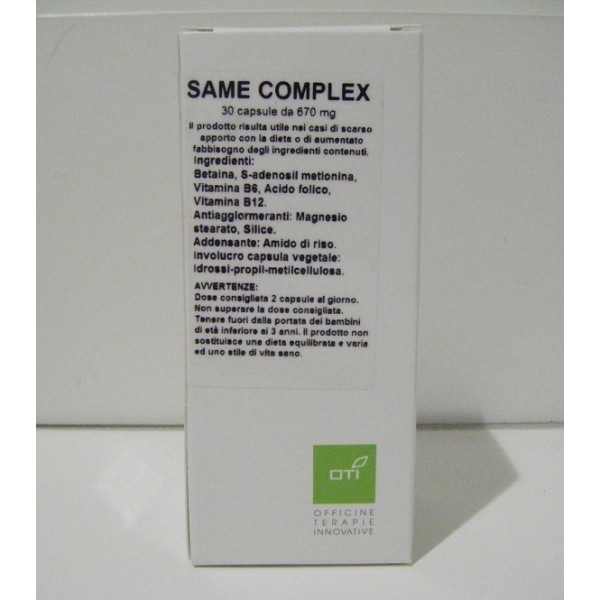 SAME COMPLEX
30 capsule da 670 mg
Il prodotto risulta utile nei casi di scarso
apporto con la dieta o di aumentato
fabbisogno degli ingredienti contenuti.
Ingredienti:
Betaina, S-adenosil metionina,
Vitamina B6, Acido folico,
Vitamina B12.
Antiagglomeranti: Magnesio
stearato, Silice.
Addensante: Amido di riso.
Involucro capsula vegetale:
Idrossi-propil-metilcellulosa.
AVVERTENZE:
Dose consigliata 2 capsule al giorno.
Non superare la dose consigliata.
Tenere fuori dalla portata dei bambini
di età inferiore ai 3 anni. Il prodotto non
sostituisce una dieta equilibrata e varia
ed uno stile di vita sano.
OTI
OFFICINE
TERAPIE
INNOVATIVE